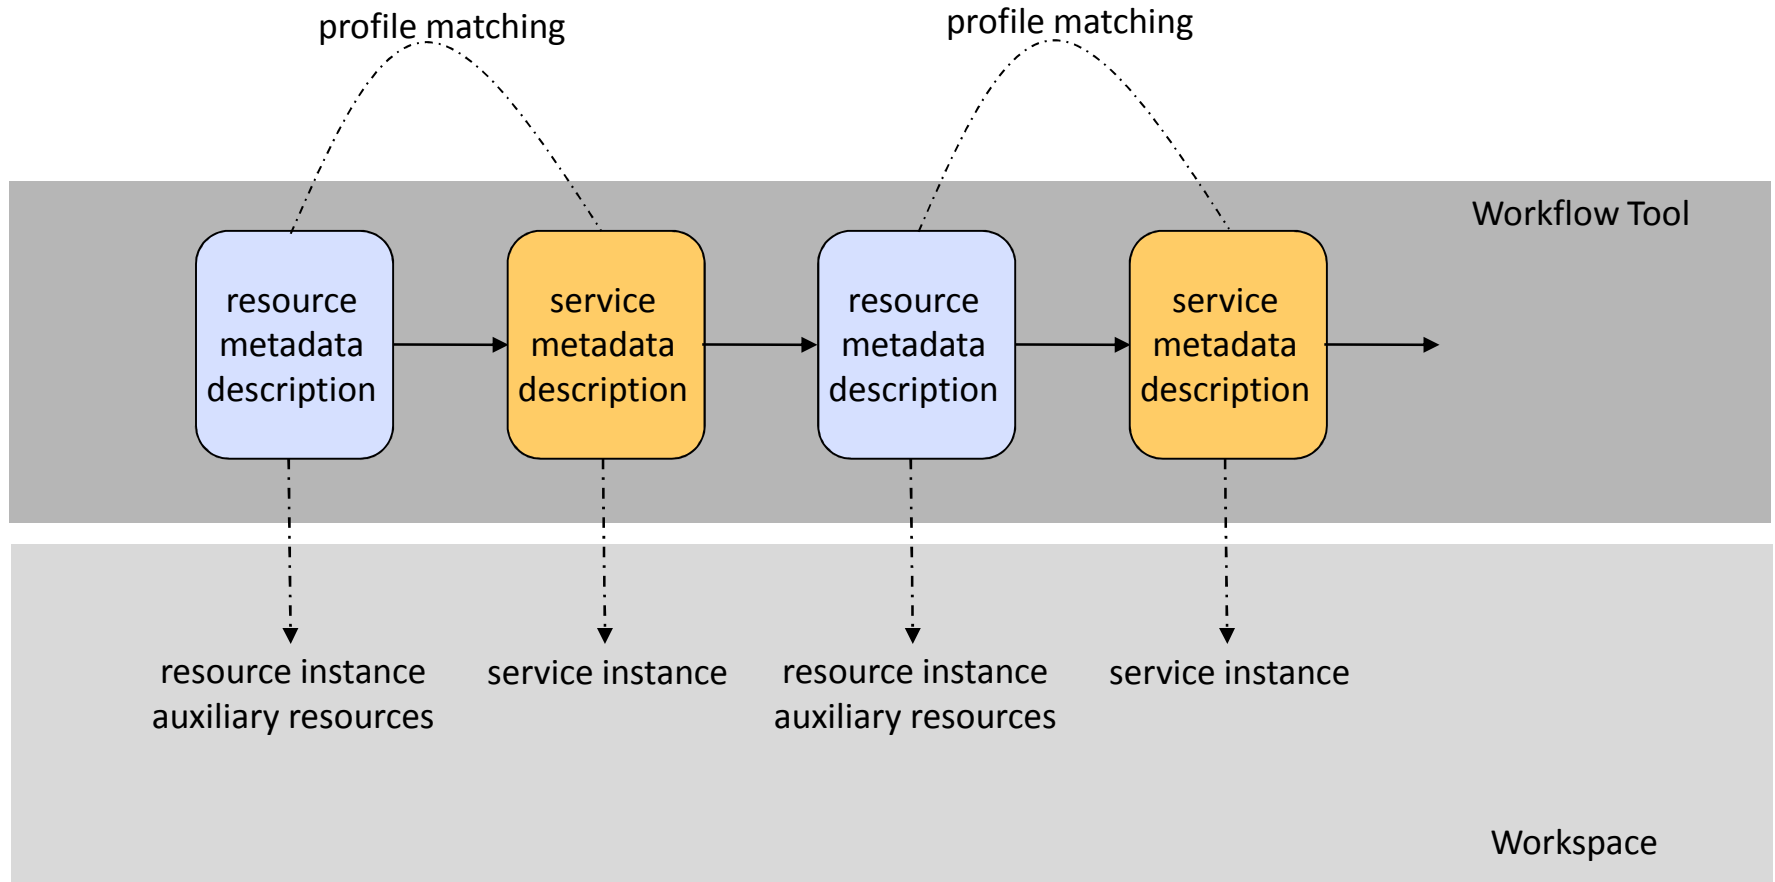 profile matching
profile matching
Workflow Tool
resource
metadata
description
service
metadata
description
resource
metadata
description
service
metadata
description
resource instance
auxiliary resources
service instance
resource instance
auxiliary resources
service instance
Workspace